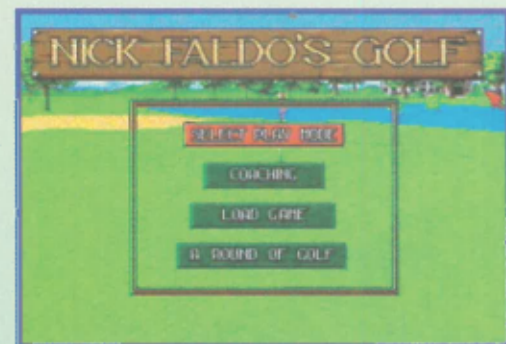 NICK FALDO'S GOLF
SELECT PLAY MODE
COACHING
LOAD GAME
A ROUND OF GOLF